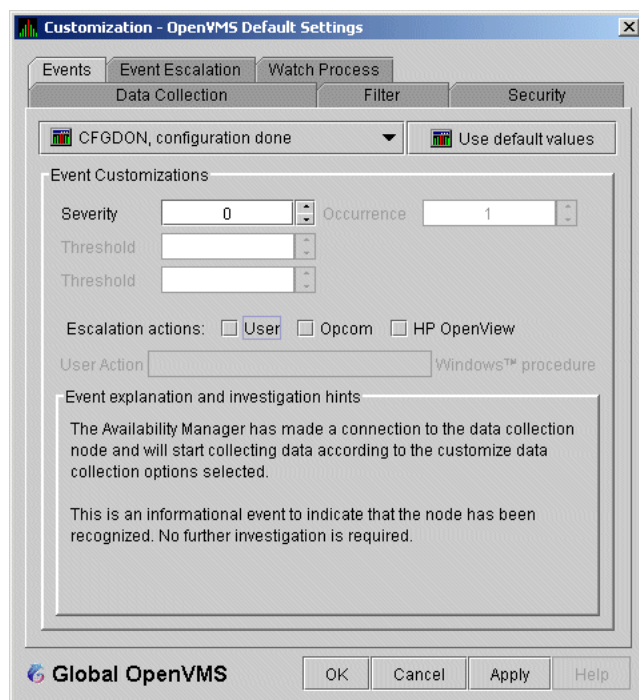 Customization - OpenVMS Default Settings
Events Event Escalation Watch Process
Data Collection Filter Security
CFGDON, configuration done Use default values
Event Customizations
Severity 0 Occurrence 1
Threshold
Threshold
Escalation actions: User Opcom HP OpenView
User Action Windows™ procedure
Event explanation and investigation hints
The Availability Manager has made a connection to the data collection
node and will start collecting data according to the customize data
collection options selected.
This is an informational event to indicate that the node has been
recognized. No further investigation is required.
Global OpenVMS OK Cancel Apply Help